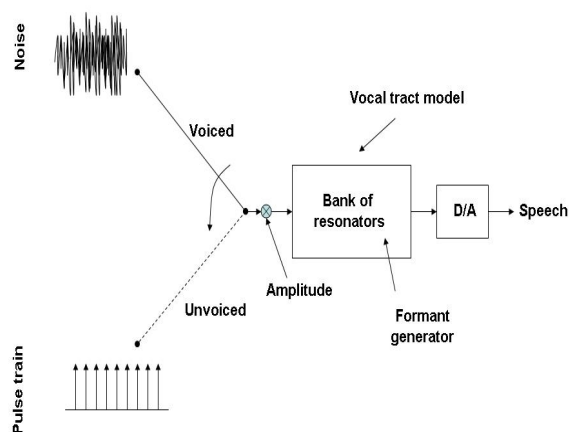 Noise
Voiced
Vocal tract model
Bank of
resonators
D/A
Speech
Amplitude
Unvoiced
Formant
generator
Pulse train